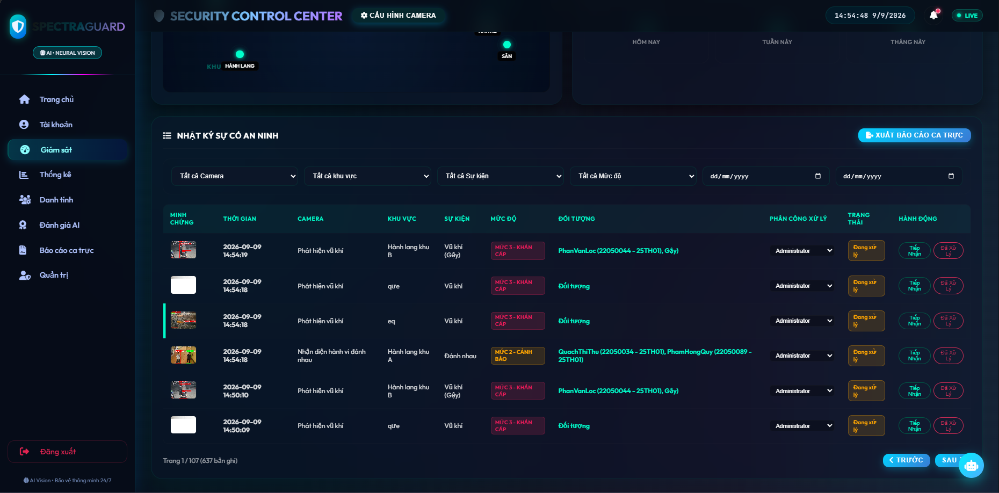 SPECTRAGUARD
AI • NEURAL VISION
Trang chủ
Tài khoản
Giám sát
Thống kê
Danh tính
Đánh giá AI
Báo cáo ca trực
Quản trị
Đăng xuất
AI Vision • Bảo vệ thông minh 24/7
SECURITY CONTROL CENTER
CẤU HÌNH CAMERA
14:54:48 9/9/2026
LIVE
KHU
HÀNH LANG
SÂN
HÔM NAY
TUẦN NÀY
THÁNG NÀY
NHẬT KÝ SỰ CỐ AN NINH
XUẤT BÁO CÁO CA TRỰC
Tất cả Camera
Tất cả khu vực
Tất cả Sự kiện
Tất cả Mức độ
dd/mm/yyyy
dd/mm/yyyy
MINH CHỨNG
THỜI GIAN
CAMERA
KHU VỰC
SỰ KIỆN
MỨC ĐỘ
ĐỐI TƯỢNG
PHÂN CÔNG XỬ LÝ
TRẠNG THÁI
HÀNH ĐỘNG
2026-09-09 14:54:19
Phát hiện vũ khí
Hành lang khu B
Vũ khí (Gậy)
MỨC 3 - KHẨN CẤP
PhanVanLoc (22050044 - 25TH01), Gậy)
Administrator
Đang xử lý
Tiếp Nhận
Đã Xử Lý
2026-09-09 14:54:18
Phát hiện vũ khí
qưe
Vũ khí
MỨC 3 - KHẨN CẤP
Đối tượng
Administrator
Đang xử lý
Tiếp Nhận
Đã Xử Lý
2026-09-09 14:54:18
Phát hiện vũ khí
eq
Vũ khí
MỨC 3 - KHẨN CẤP
Đối tượng
Administrator
Đang xử lý
Tiếp Nhận
Đã Xử Lý
2026-09-09 14:54:18
Nhận diện hành vi đánh nhau
Hành lang khu A
Đánh nhau
MỨC 2 - CẢNH BÁO
QuachThiThu (22050034 - 25TH01), PhamHongQuy (22050089 - 25TH01)
Administrator
Đang xử lý
Tiếp Nhận
Đã Xử Lý
2026-09-09 14:50:10
Phát hiện vũ khí
Hành lang khu B
Vũ khí (Gậy)
MỨC 3 - KHẨN CẤP
PhanVanLoc (22050044 - 25TH01), Gậy)
Administrator
Đang xử lý
Tiếp Nhận
Đã Xử Lý
2026-09-09 14:50:09
Phát hiện vũ khí
qưe
Vũ khí
MỨC 3 - KHẨN CẤP
Đối tượng
Administrator
Đang xử lý
Tiếp Nhận
Đã Xử Lý
Trang 1 / 107 (637 bản ghi)
TRƯỚC
SAU